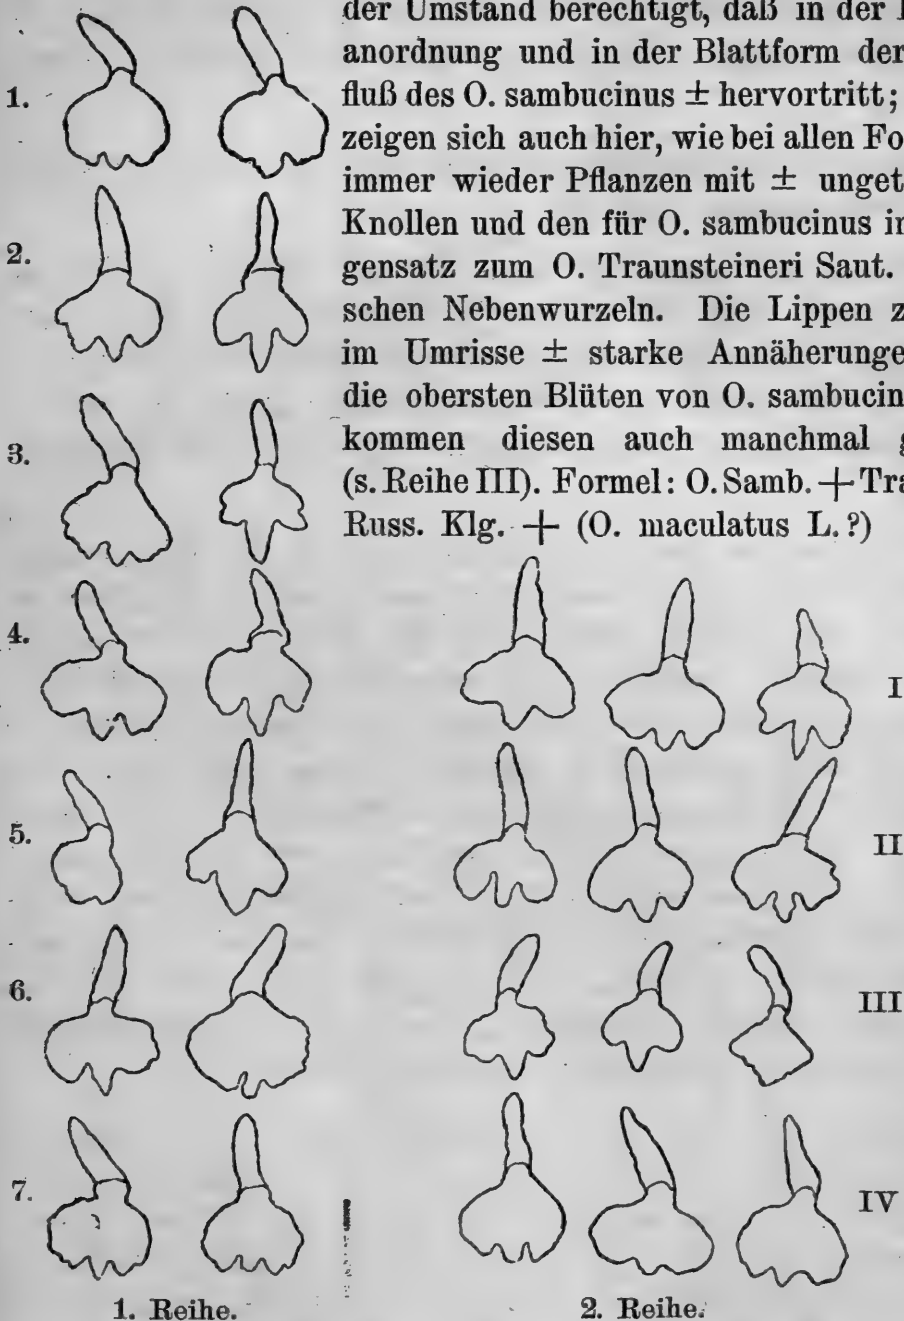 der Umstand berechtigt, daß in der
anordnung und in der Blattform der
fluß des O. sambucinus ± hervortritt;
zeigen sich auch hier, wie bei allen Fo
immer wieder Pflanzen mit ± unget
Knollen und den für O. sambucinus
gensatz zum O. Traunsteineri Saut.
schen Nebenwurzeln. Die Lippen z
im Umrisse ± starke Annäherunge
die obersten Blüten von O. sambucin
kommen diesen auch manchmal g
(s. Reihe III). Formel: O. Samb. + Tra
Russ. Klg. + (O. maculatus L.?)
1.
2.
3.
4.
5.
6.
7.
1. Reihe.
I
II
III
IV
2. Reihe.